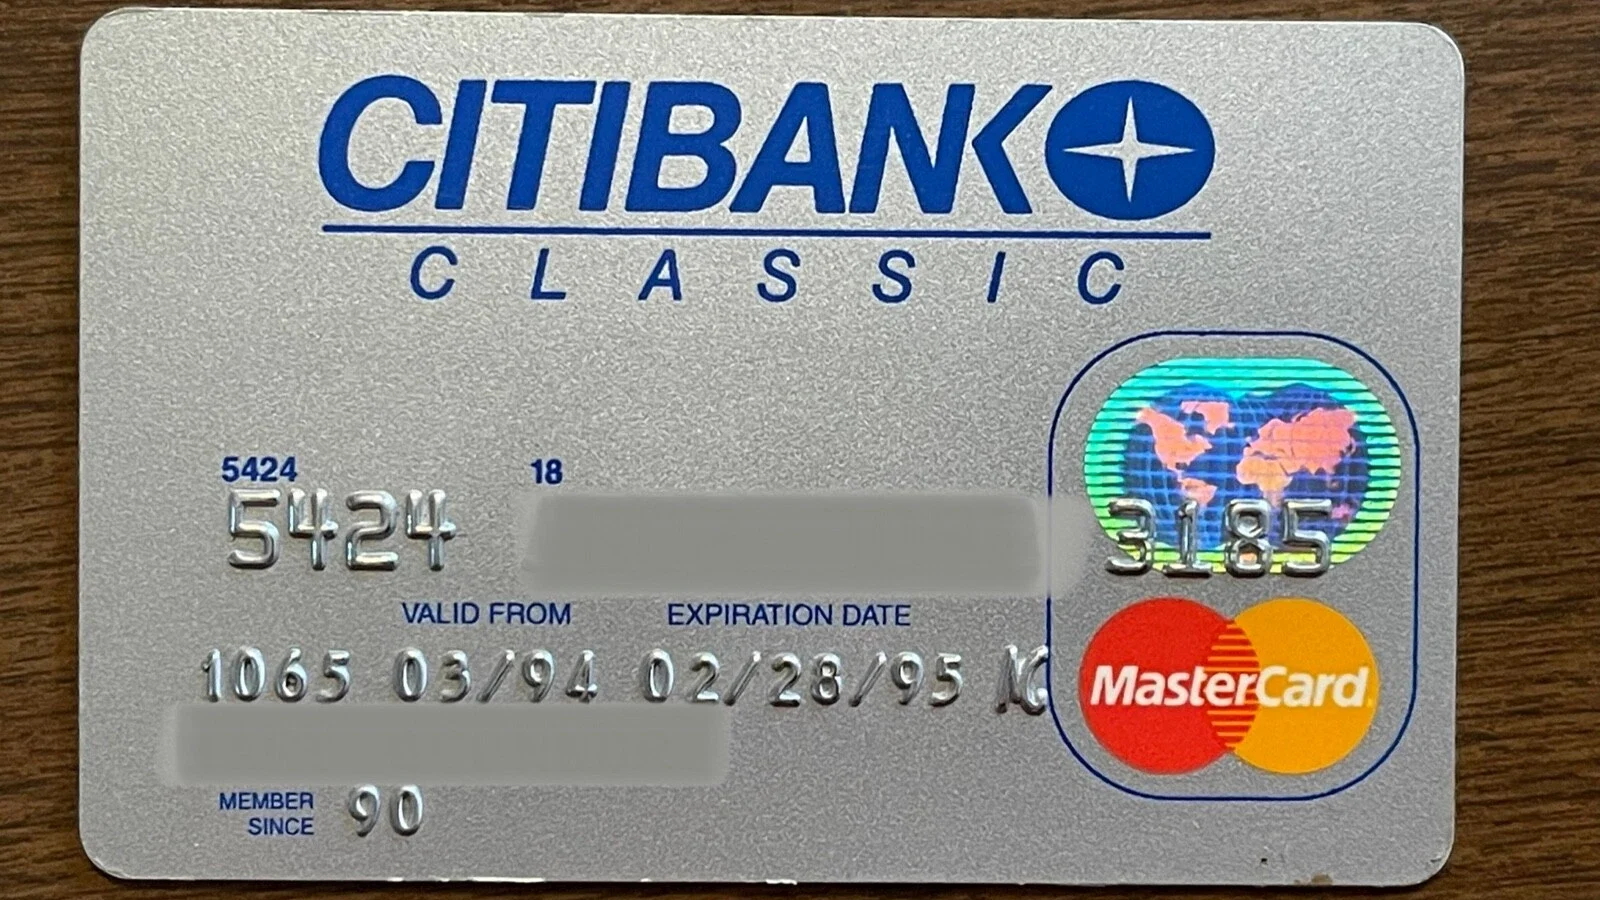 CITIBANK
CLASSIC
5424 18
5424 3185
VALID FROM EXPIRATION DATE
1065 03/94 02/28/95
MasterCard
MEMBER SINCE 90